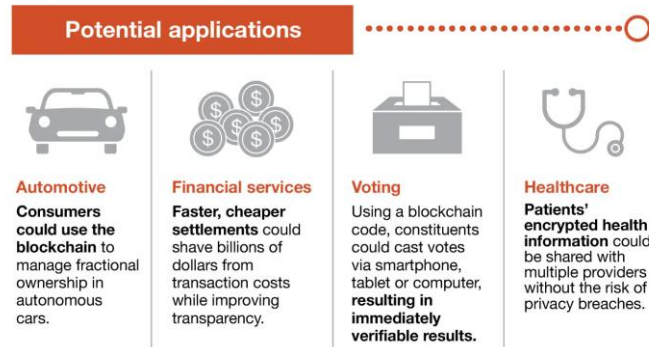 Potential applications
$ $ $ $ $ $ $
Automotive
Consumers
could use the
blockchain to
manage fractional
ownership in
autonomous
cars.
Financial services
Faster, cheaper
settlements could
shave billions of
dollars from
transaction costs
while improving
transparency.
Voting
Using a blockchain
code, constituents
could cast votes
via smartphone,
tablet or computer,
resulting in
immediately
verifiable results.
Healthcare
Patients’
encrypted health
information could
be shared with
multiple providers
without the risk of
privacy breaches.